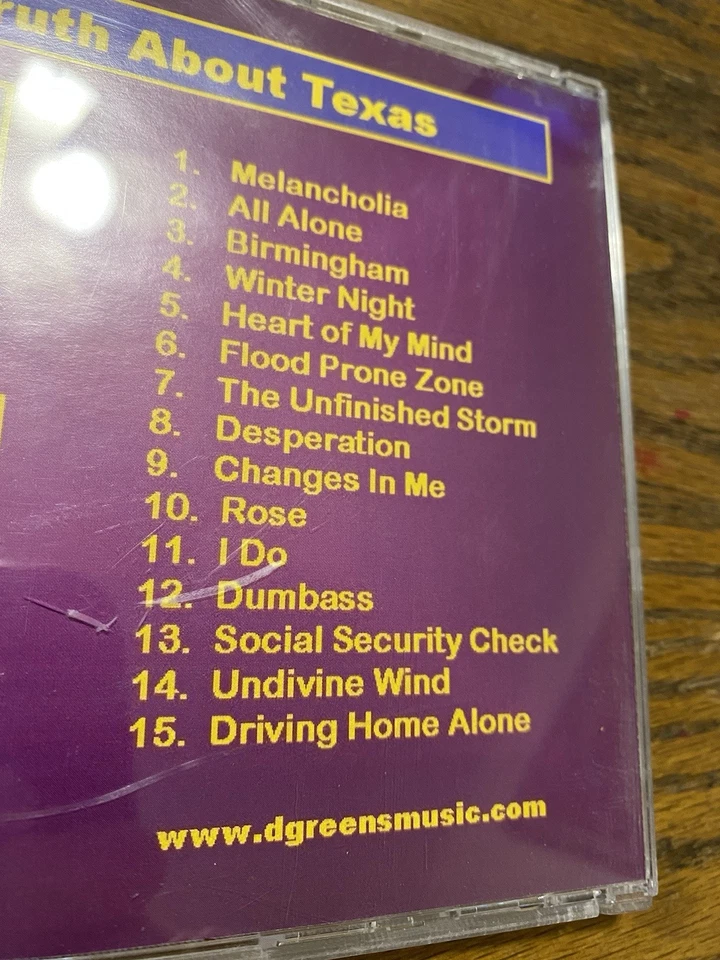 ruth About Texas
1. Melancholia
2. All Alone
3. Birmingham
4. Winter Night
5. Heart of My Mind
6. Flood Prone Zone
7. The Unfinished Storm
8. Desperation
9. Changes In Me
10. Rose
11. I Do
12. Dumbass
13. Social Security Check
14. Undivine Wind
15. Driving Home Alone
www.dgreensmusic.com